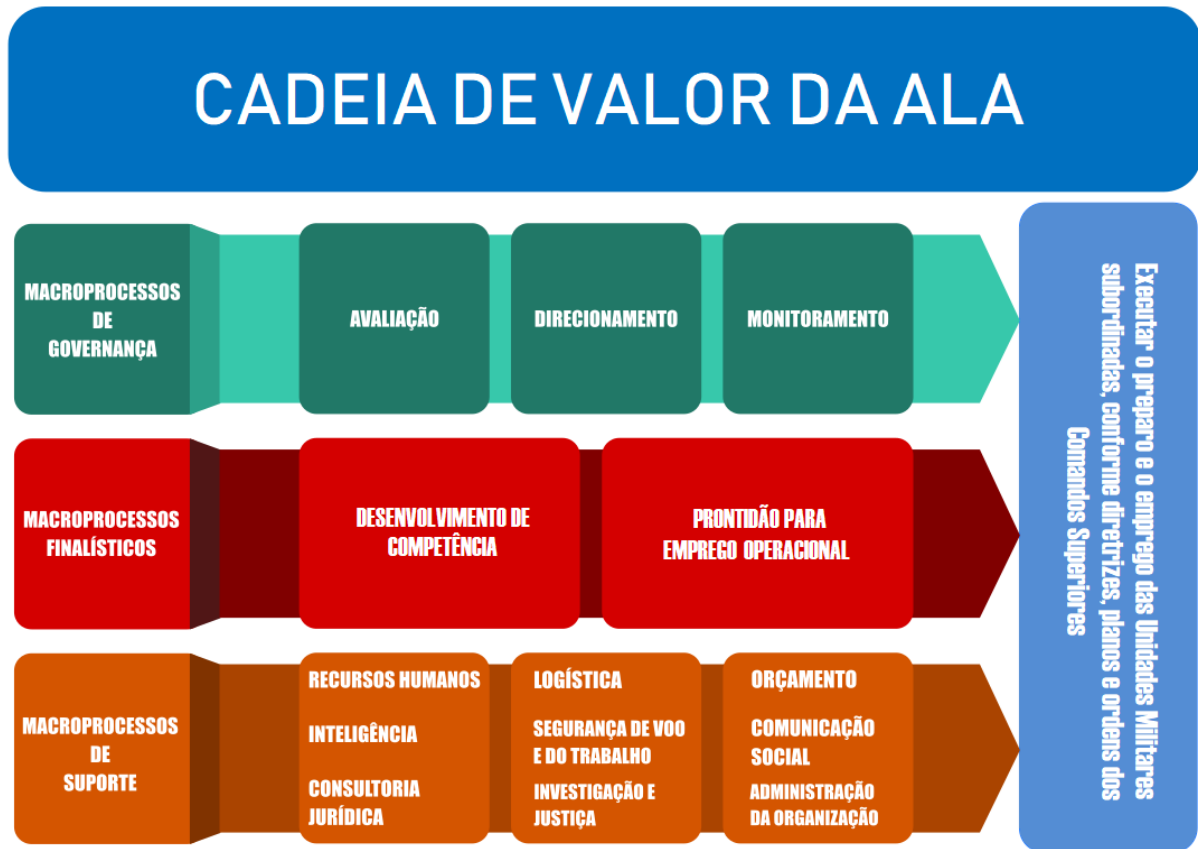 CADEIA DE VALOR DA ALA
MACROPROCESSOS
DE
GOVERNANÇA
AVALIAÇÃO
DIRECIONAMENTO
MONITORAMENTO
MACROPROCESSOS
FINALÍSTICOS
DESENVOLVIMENTO DE
COMPETÊNCIA
PRONTIDÃO PARA
EMPREGO OPERACIONAL
MACROPROCESSOS
DE
SUPORTE
RECURSOS HUMANOS
INTELIGÊNCIA
CONSULTORIA
JURÍDICA
LOGÍSTICA
SEGURANÇA DE VOO
E DO TRABALHO
INVESTIGAÇÃO E
JUSTIÇA
ORÇAMENTO
COMUNICAÇÃO
SOCIAL
ADMINISTRAÇÃO
DA ORGANIZAÇÃO
Executar o preparo e o emprego das Unidades Militares
subordinadas, conforme diretrizes, planos e ordens dos
Comandos Superiores